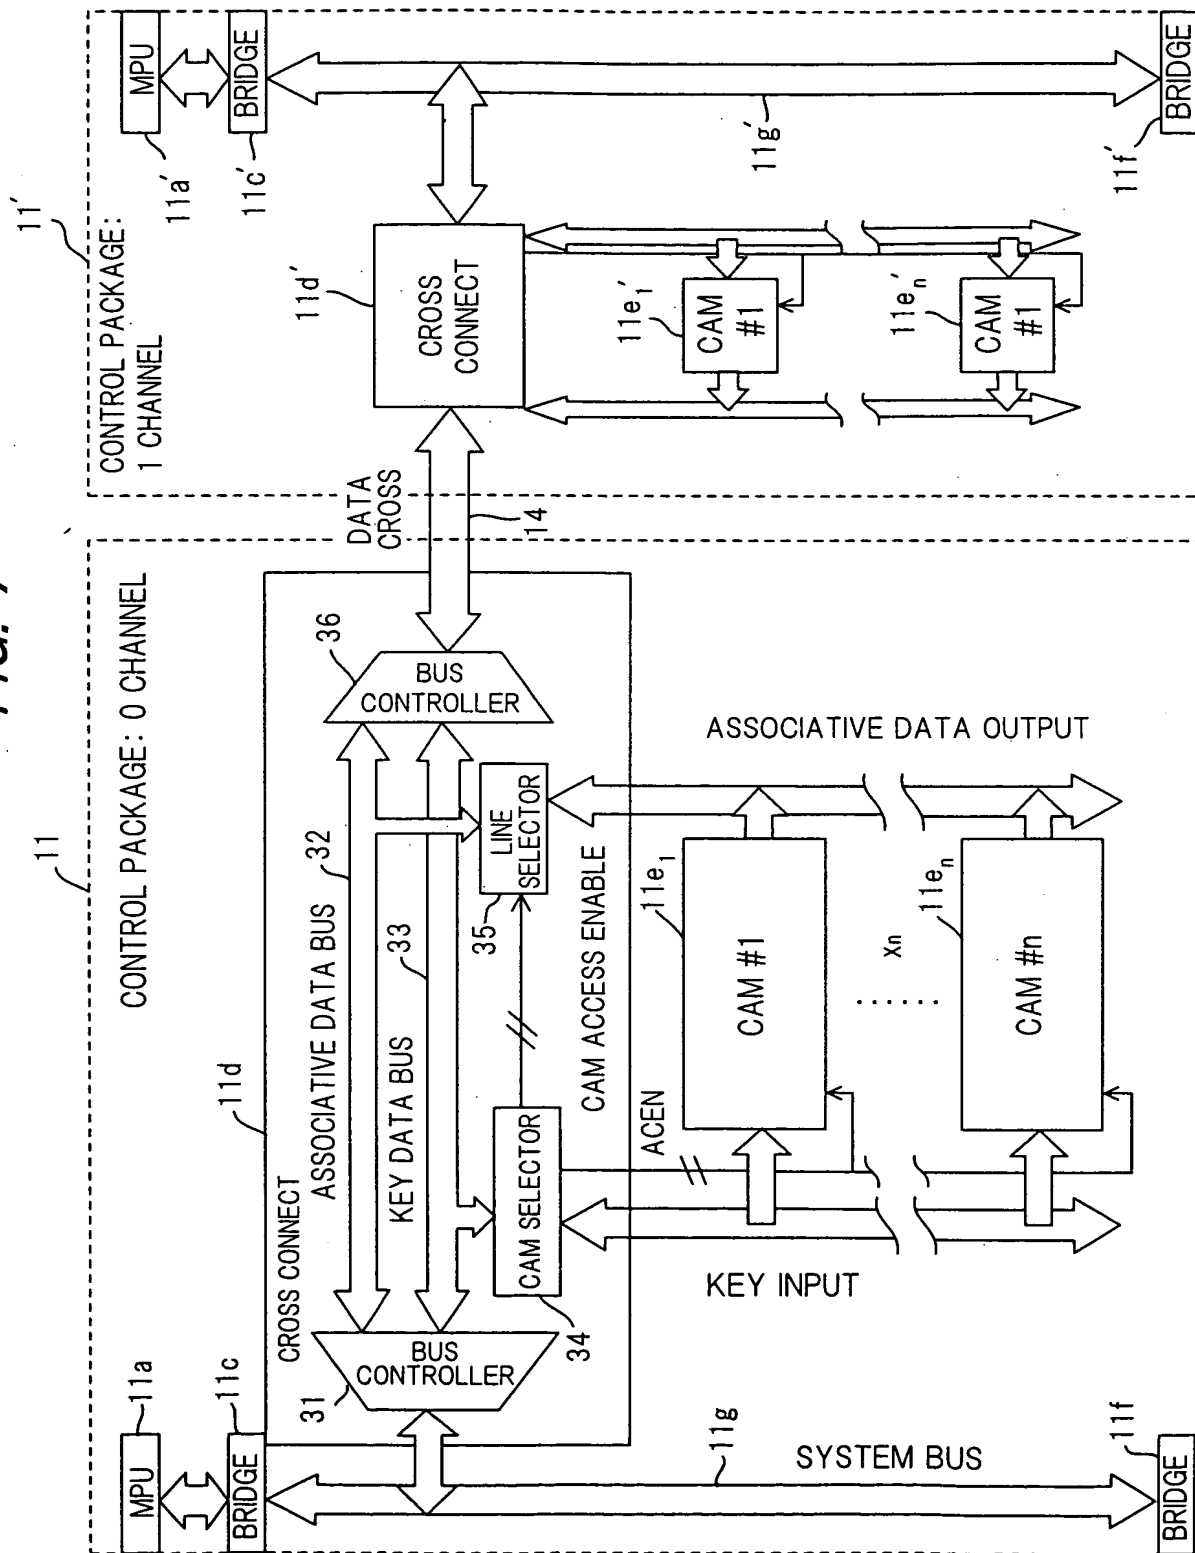 FIG. 7
11
CONTROL PACKAGE: 0 CHANNEL
MPU
11a
BRIDGE
11c
CROSS CONNECT
11d
BUS
CONTROLLER
31
ASSOCIATIVE DATA BUS
32
KEY DATA BUS
33
CAM SELECTOR
34
LINE
SELECTOR
35
BUS
CONTROLLER
36
CAM ACCESS ENABLE
ACEN
KEY INPUT
ASSOCIATIVE DATA OUTPUT
CAM #1
11e1
......
xn
CAM #n
11en
SYSTEM BUS
11g
BRIDGE
11f
DATA
CROSS
14
11'
CONTROL PACKAGE:
1 CHANNEL
MPU
11a'
BRIDGE
11c'
CROSS
CONNECT
11d'
CAM
#1
11e1'
CAM
#1
11en'
11g'
BRIDGE
11f'